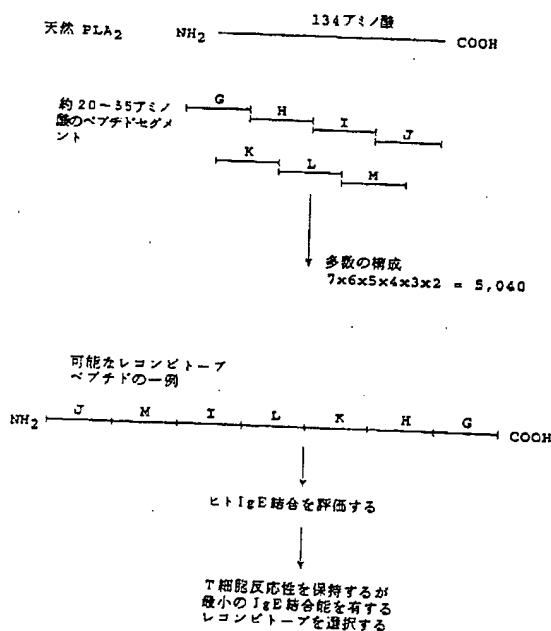 134アミノ酸
天然 PLA2 NH2 COOH
約20~35アミノ
酸のペプチドセグメ
ント
G H I J
K L M
多数の構成
7x6x5x4x3x2 = 5,040
可能なレコンビトープ
ペプチドの一例
NH2 J M I L K H G COOH
ヒトIgE結合を評価する
T細胞反応性を保持するが
最小のIgE結合能を有する
レコンビトープを選択する